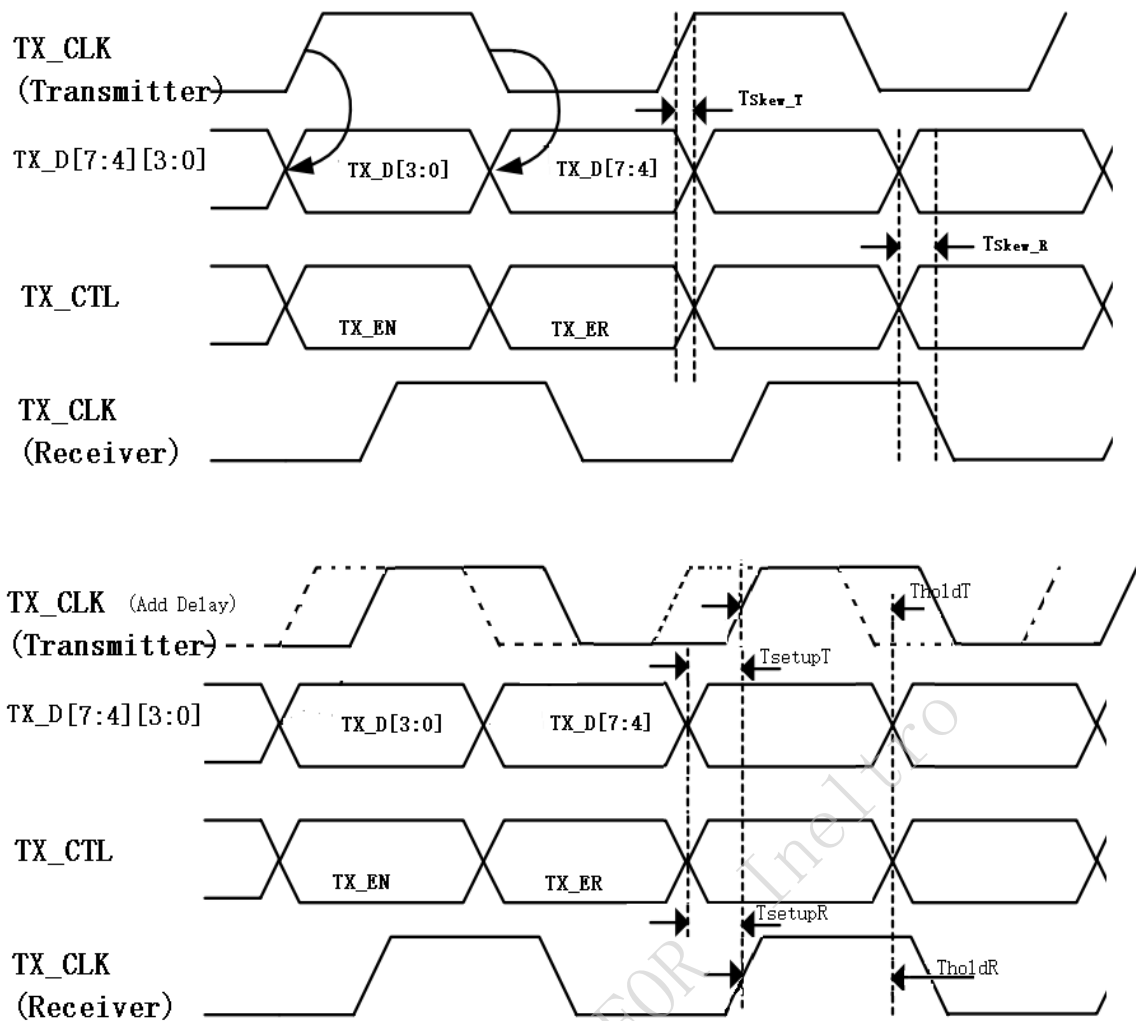 TX_CLK
(Transmitter)
Tskew_T
TX_D[7:4][3:0]
TX_D[3:0]
TX_D[7:4]
Tskew_R
TX_CTL
TX_EN
TX_ER
TX_CLK
(Receiver)
TX_CLK (Add Delay)
(Transmitter)
TholdT
TsetupT
TX_D[7:4][3:0]
TX_D[3:0]
TX_D[7:4]
TX_CTL
TX_EN
TX_ER
TsetupR
TX_CLK
(Receiver)
TholdR
FOR Ineltro